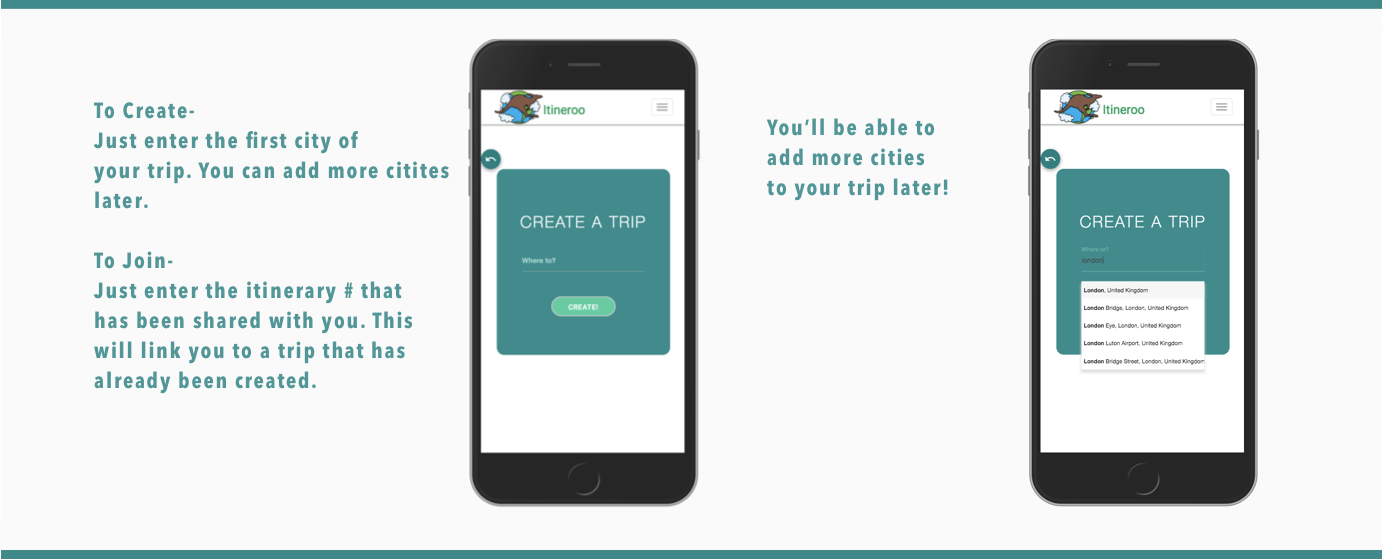 To Create-
Just enter the first city of
your trip. You can add more citites
later.
To Join-
Just enter the itinerary # that
has been shared with you. This
will link you to a trip that has
already been created.
Itineroo
CREATE A TRIP
Where to?
CREATE!
You'll be able to
add more cities
to your trip later!
Itineroo
CREATE A TRIP
Where to?
london
London, United Kingdom
London Bridge, London, United Kingdom
London Eye, London, United Kingdom
London Luton Airport, United Kingdom
London Bridge Street, London, United Kingdom